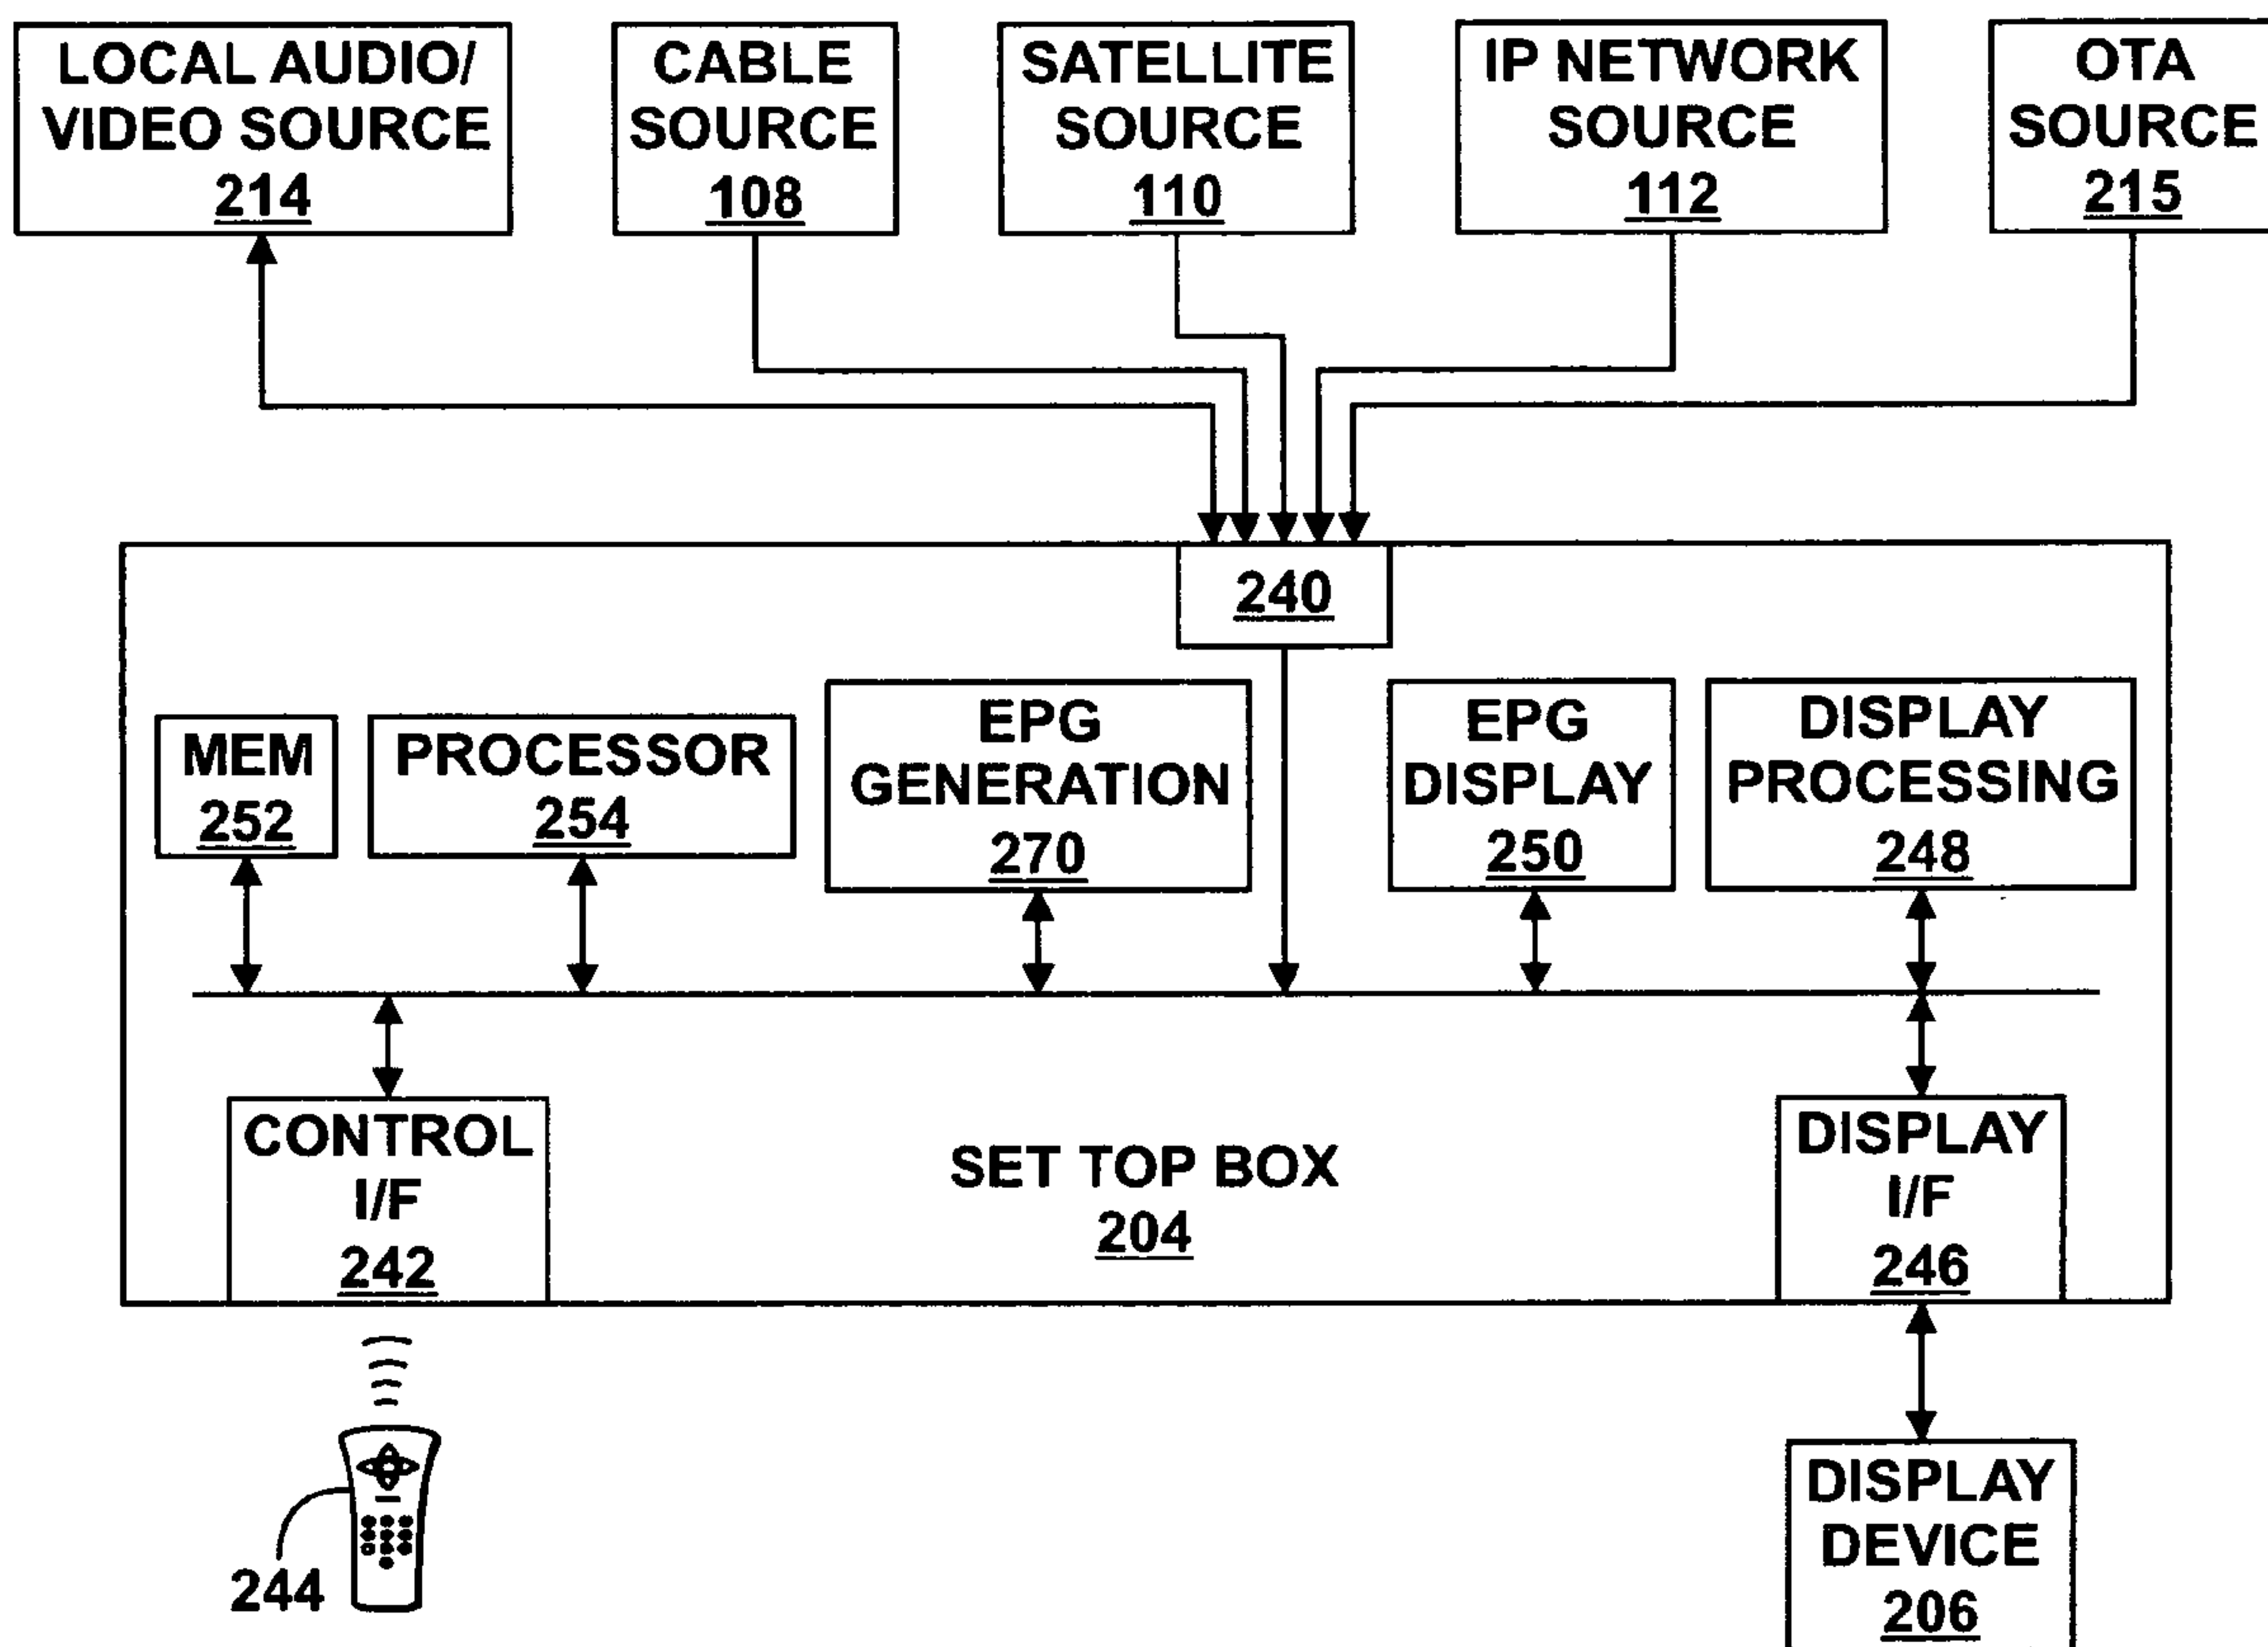 LOCAL AUDIO/
VIDEO SOURCE
214
CABLE
SOURCE
108
SATELLITE
SOURCE
110
IP NETWORK
SOURCE
112
OTA
SOURCE
215
240
MEM
252
PROCESSOR
254
EPG
GENERATION
270
EPG
DISPLAY
250
DISPLAY
PROCESSING
248
CONTROL
I/F
242
SET TOP BOX
204
DISPLAY
I/F
246
244
DISPLAY
DEVICE
206